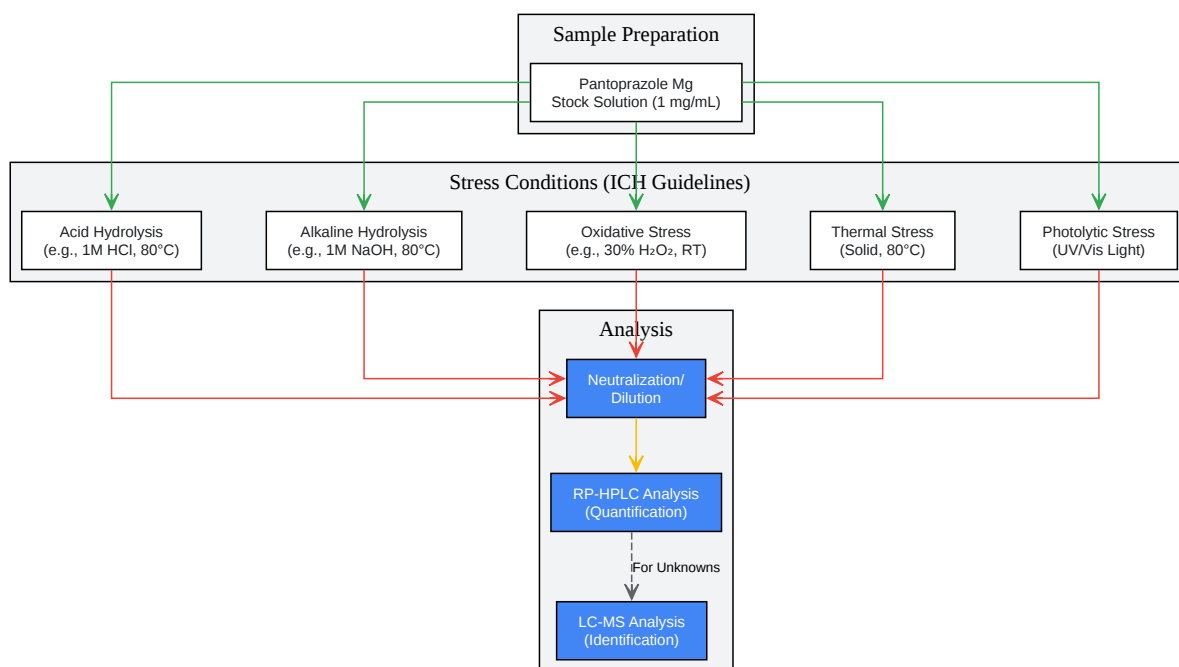 Sample Preparation
Pantoprazole Mg
Stock Solution (1 mg/mL)
Stress Conditions (ICH Guidelines)
Acid Hydrolysis
(e.g., 1M HCl, 80°C)
Alkaline Hydrolysis
(e.g., 1M NaOH, 80°C)
Oxidative Stress
(e.g., 30% H₂O₂, RT)
Thermal Stress
(Solid, 80°C)
Photolytic Stress
(UV/Vis Light)
Analysis
Neutralization/
Dilution
RP-HPLC Analysis
(Quantification)
For Unknowns
LC-MS Analysis
(Identification)